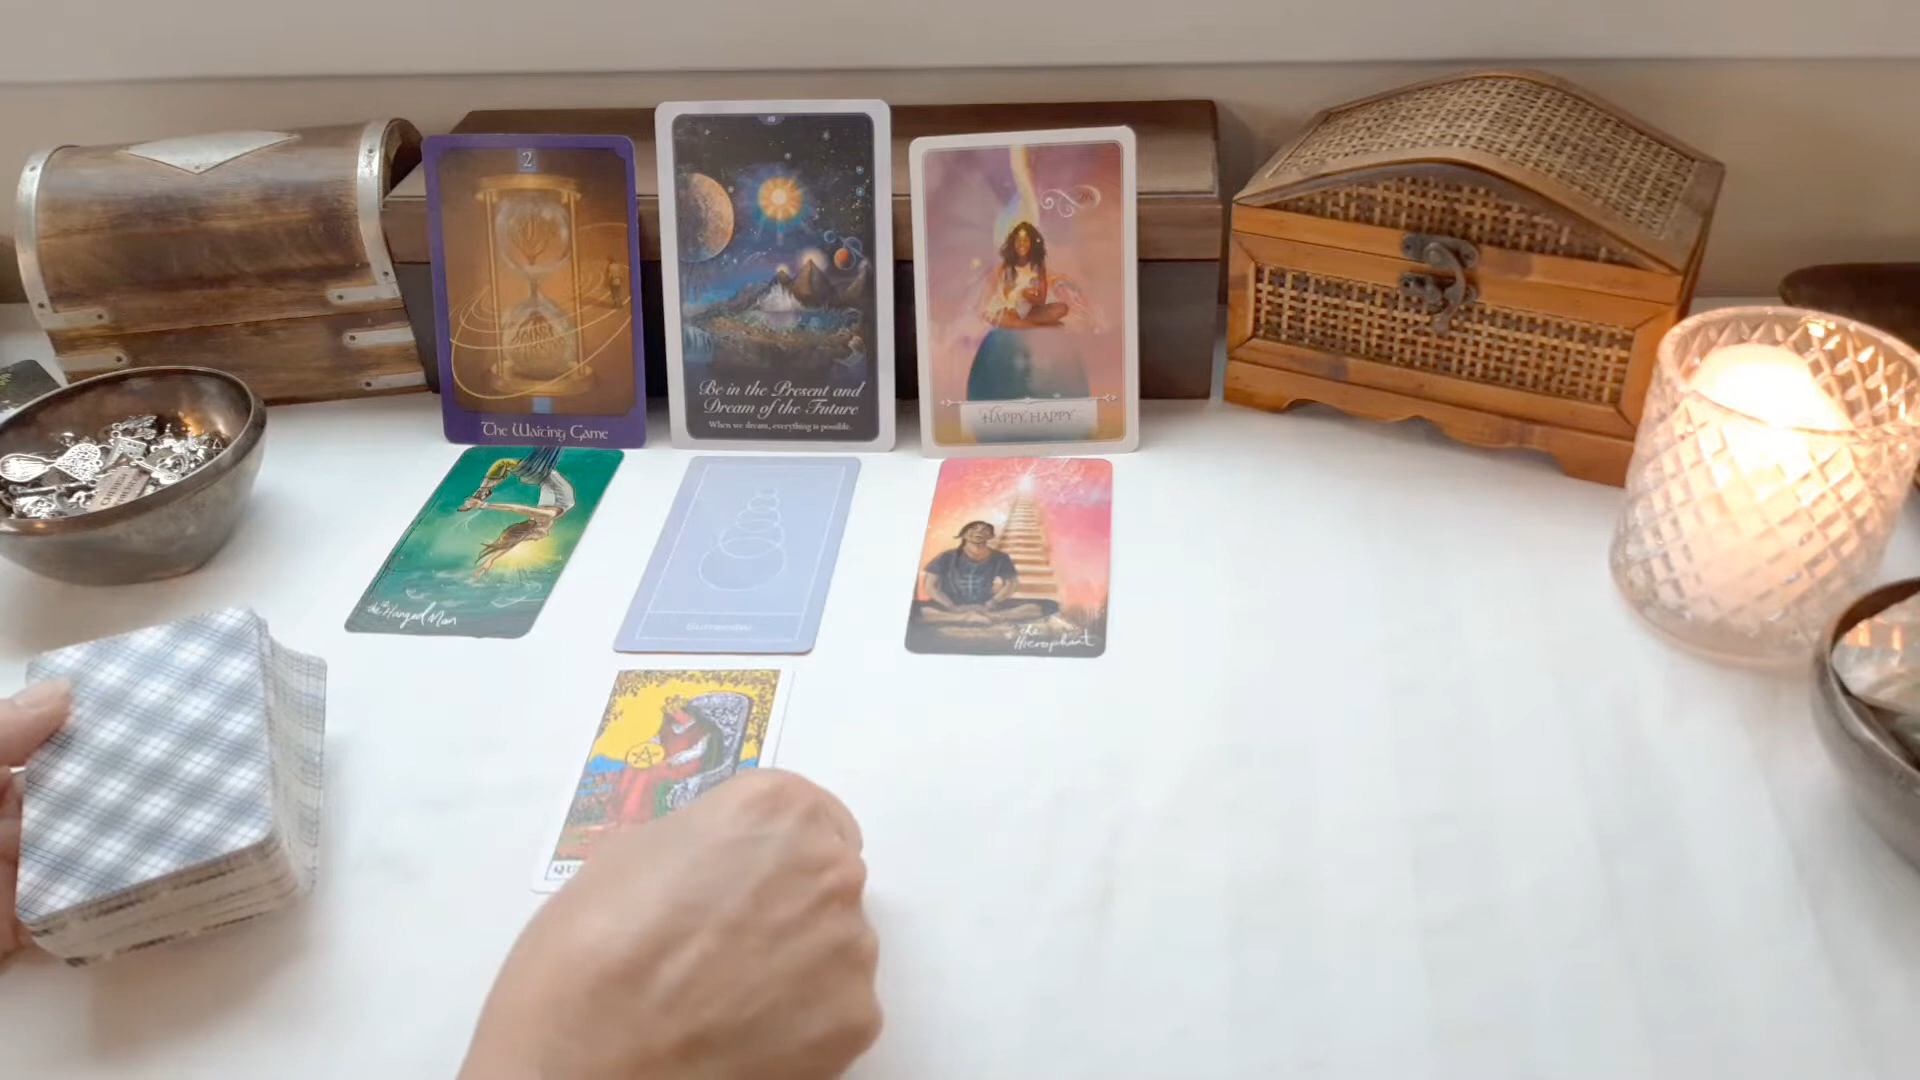 2
The Waiting Game
Be in the Present and
Dream of the Future
When we dream, everything is possible.
HAPPY, HAPPY
the Hanged Man
the
Hierophant
QU